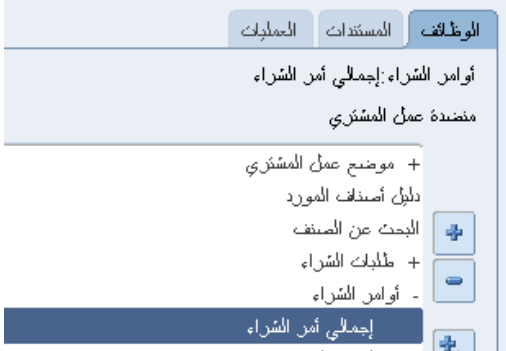 الوظائف المستندات العمليات
أوامر الشراء:إجمالي أمر الشراء
منضدة عمل المشتري
+ موضع عمل المشتري
دليل أصناف المورد
البحث عن الصنف
+ طلبات الشراء
- أوامر الشراء
إجمالي أمر الشراء